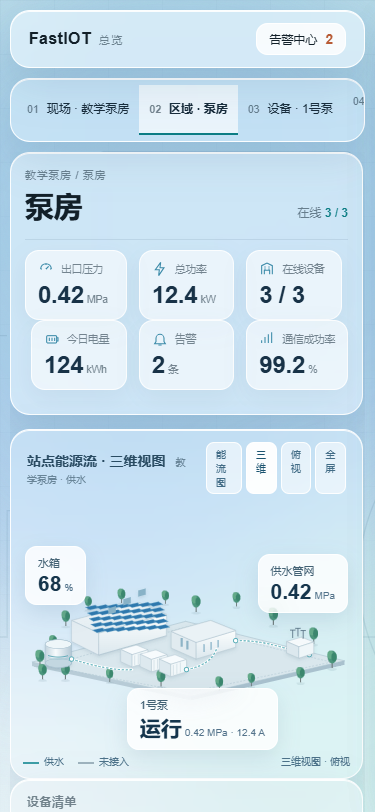 FastIOT 总览
告警中心 2
01 现场 · 教学泵房 02 区域 · 泵房 03 设备 · 1号泵 04
教学泵房 / 泵房
泵房
在线 3 / 3
出口压力 总功率 在线设备
0.42 MPa 12.4 kW 3 / 3
今日电量 告警 通信成功率
124 kWh 2 条 99.2 %
站点能源流 · 三维视图 教学泵房 · 供水
能流图 三维 俯视 全屏
水箱
68 %
供水管网
0.42 MPa
1号泵
运行 0.42 MPa · 12.4 A
供水 未接入 三维视图 · 俯视
设备清单